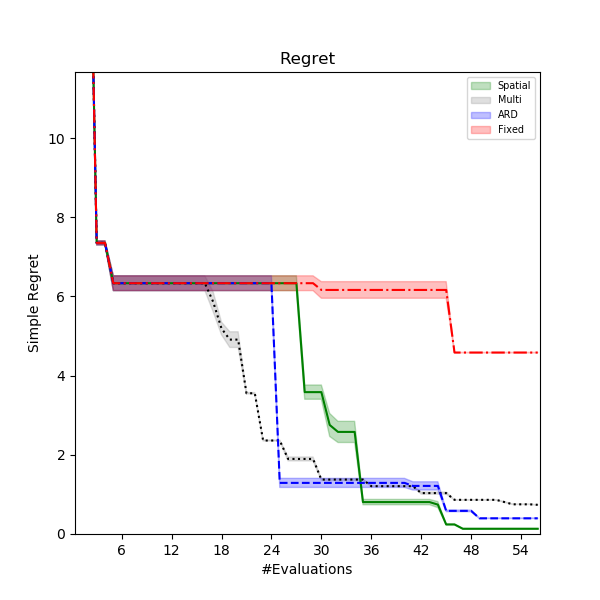 Regret
Spatial
Multi
ARD
Fixed
Simple Regret
10
8
6
4
2
0
6 12 18 24 30 36 42 48 54
#Evaluations